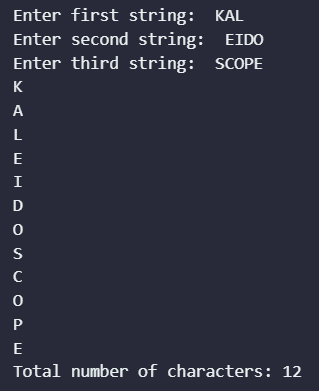 Enter first string:  KAL
Enter second string:  EIDO
Enter third string:  SCOPE
K
A
L
E
I
D
O
S
C
O
P
E
Total number of characters: 12